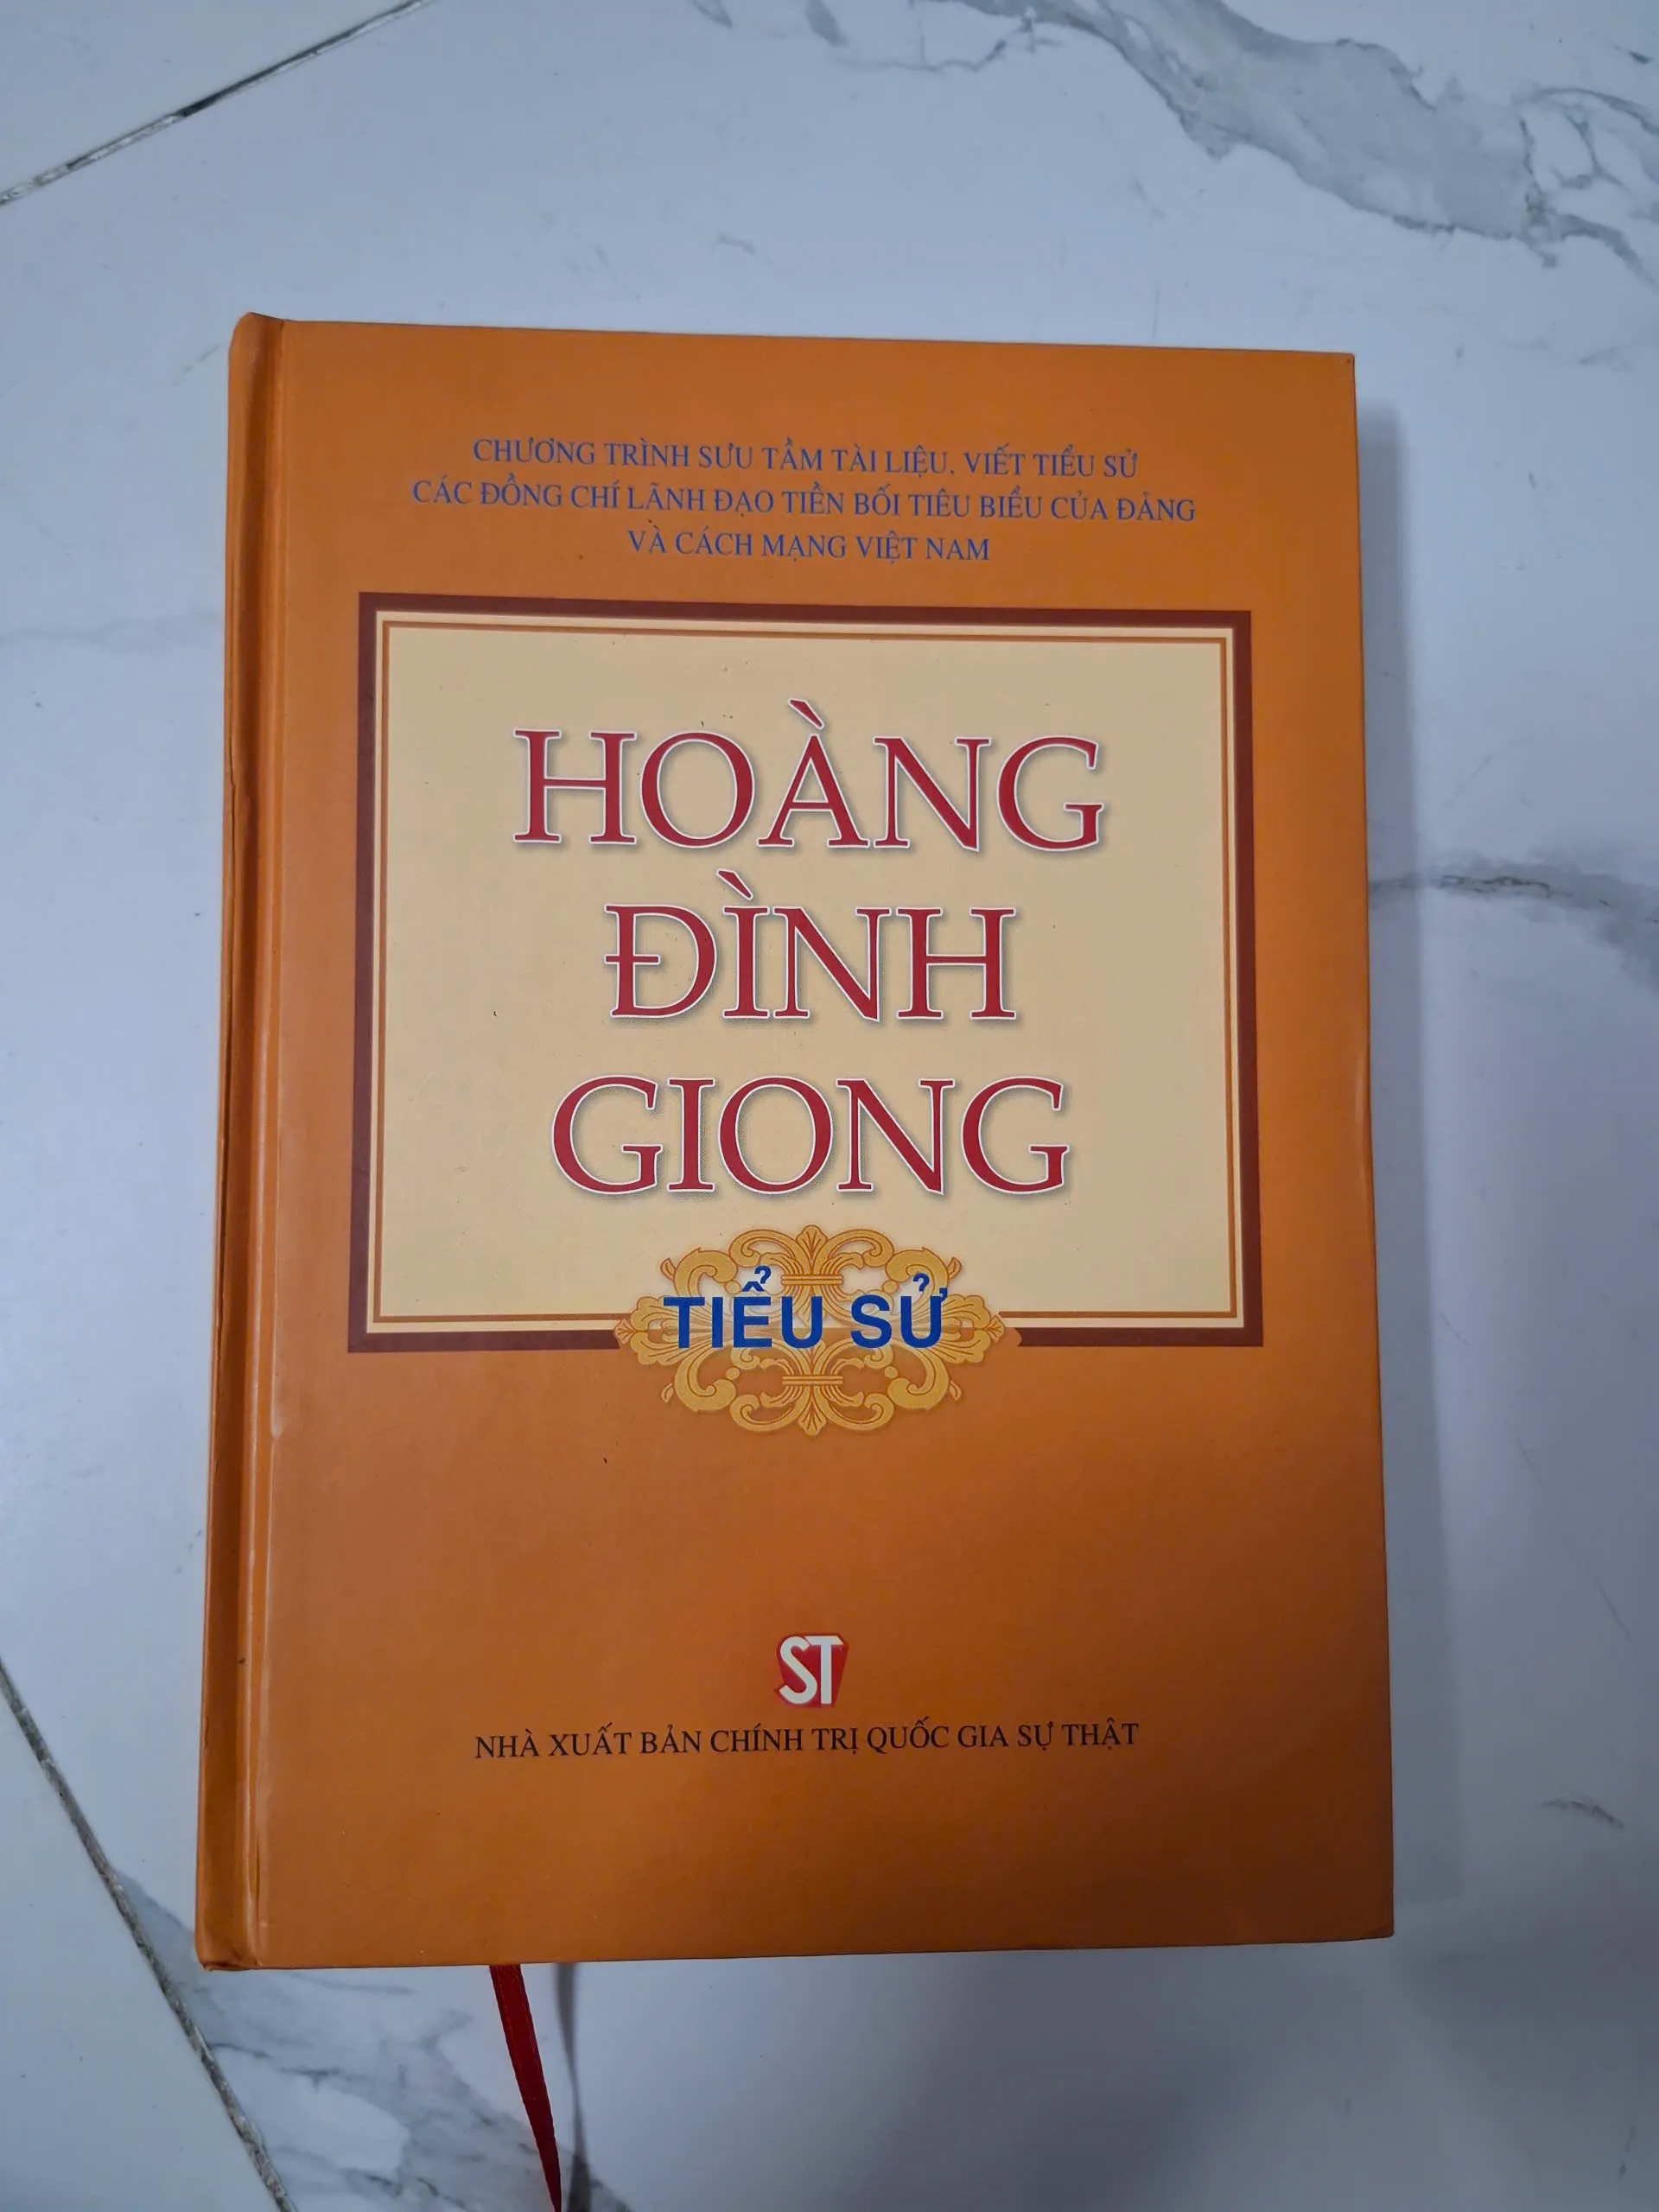 CHƯƠNG TRÌNH SƯU TẦM TÀI LIỆU, VIẾT TIỂU SỬ
CÁC ĐỒNG CHÍ LÃNH ĐẠO TIỀN BỐI TIÊU BIỂU CỦA ĐẢNG
VÀ CÁCH MẠNG VIỆT NAM
HOÀNG
ĐÌNH
GIONG
TIỂU SỬ
ST
NHÀ XUẤT BẢN CHÍNH TRỊ QUỐC GIA SỰ THẬT